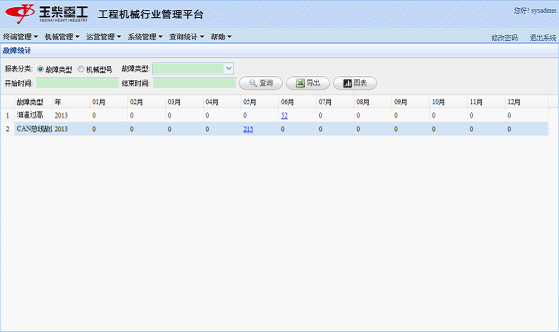 玉柴重工 工程机械行业管理平台 您好! sysadmin
YUCHAI HEAVY INDUSTRY
终端管理 机械管理 运营管理 系统管理 查询统计 帮助 修改密码 退出系统
故障统计
报表分类: 故障类型 机械型号 故障类型:
开始时间: 结束时间: 查询 导出 图表
故障类型 年 01月 02月 03月 04月 05月 06月 07月 08月 09月 10月 11月 12月
1 油温过高 2013 0 0 0 0 0 52 0 0 0 0 0 0
2 CAN总线故 2013 0 0 0 0 215 0 0 0 0 0 0 0